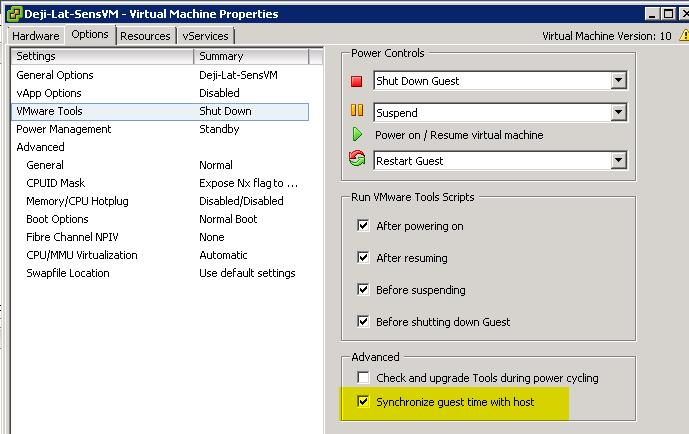 Deji-Lat-SensVM - Virtual Machine Properties
Hardware Options Resources vServices Virtual Machine Version: 10
Settings Summary
General Options Deji-Lat-SensVM
vApp Options Disabled
VMware Tools Shut Down
Power Management Standby
Advanced
General Normal
CPUID Mask Expose Nx flag to ...
Memory/CPU Hotplug Disabled/Disabled
Boot Options Normal Boot
Fibre Channel NPIV None
CPU/MMU Virtualization Automatic
Swapfile Location Use default settings
Power Controls
Shut Down Guest
Suspend
Power on / Resume virtual machine
Restart Guest
Run VMware Tools Scripts
After powering on
After resuming
Before suspending
Before shutting down Guest
Advanced
Check and upgrade Tools during power cycling
Synchronize guest time with host